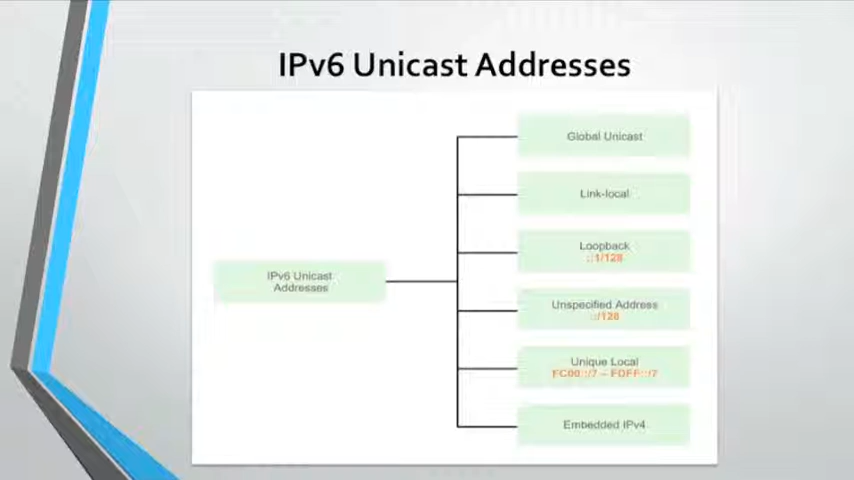 IPv6 Unicast Addresses
Global Unicast
Link-local
Loopback
::1/128
IPv6 Unicast
Addresses
Unspecified Address
::/128
Unique Local
FC00::/7 – FDFF::/7
Embedded IPv4